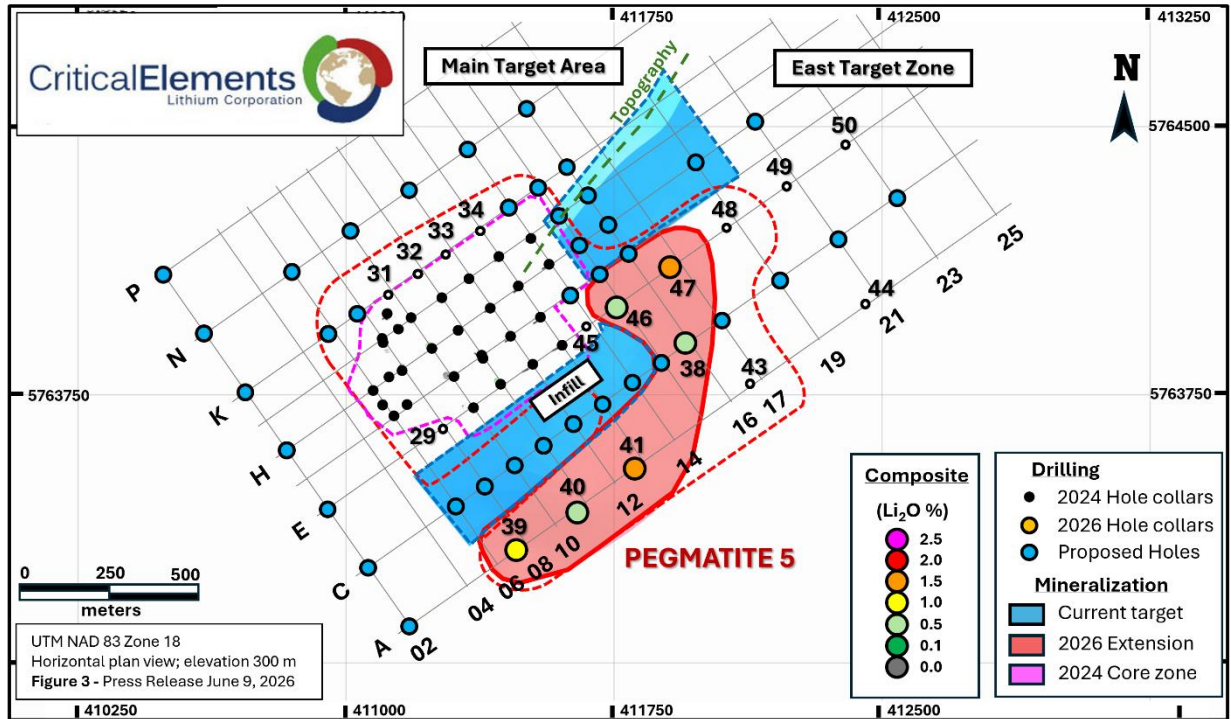 411750
412500
413250
CriticalElements
Lithium Corporation
Main Target Area
Topography
East Target Zone
N
5764500
5764500
50
49
48
34
33
32
31
47
46
45
44
43
38
P
N
K
H
E
C
A
25
23
21
19
17
16
14
12
10
08
06
04
02
5763750
5763750
Infill
29
41
40
39
PEGMATITE 5
0 250 500
meters
UTM NAD 83 Zone 18
Horizontal plan view; elevation 300 m
Figure 3 - Press Release June 9, 2026
Composite
(Li₂O %)
2.5
2.0
1.5
1.0
0.5
0.1
0.0
Drilling
2024 Hole collars
2026 Hole collars
Proposed Holes
Mineralization
Current target
2026 Extension
2024 Core zone
410250
411000
411750
412500